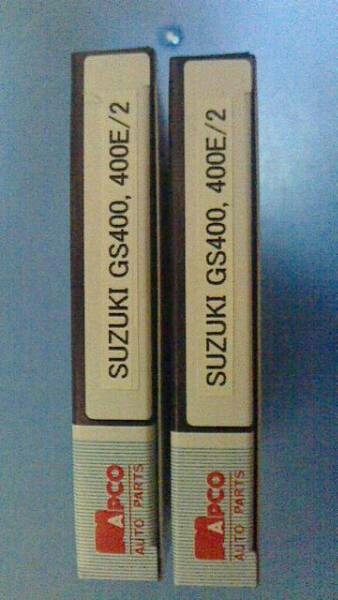 SUZUKI GS400, 400E/2
APCO
AUTO PARTS
SUZUKI GS400, 400E/2
APCO
AUTO PARTS